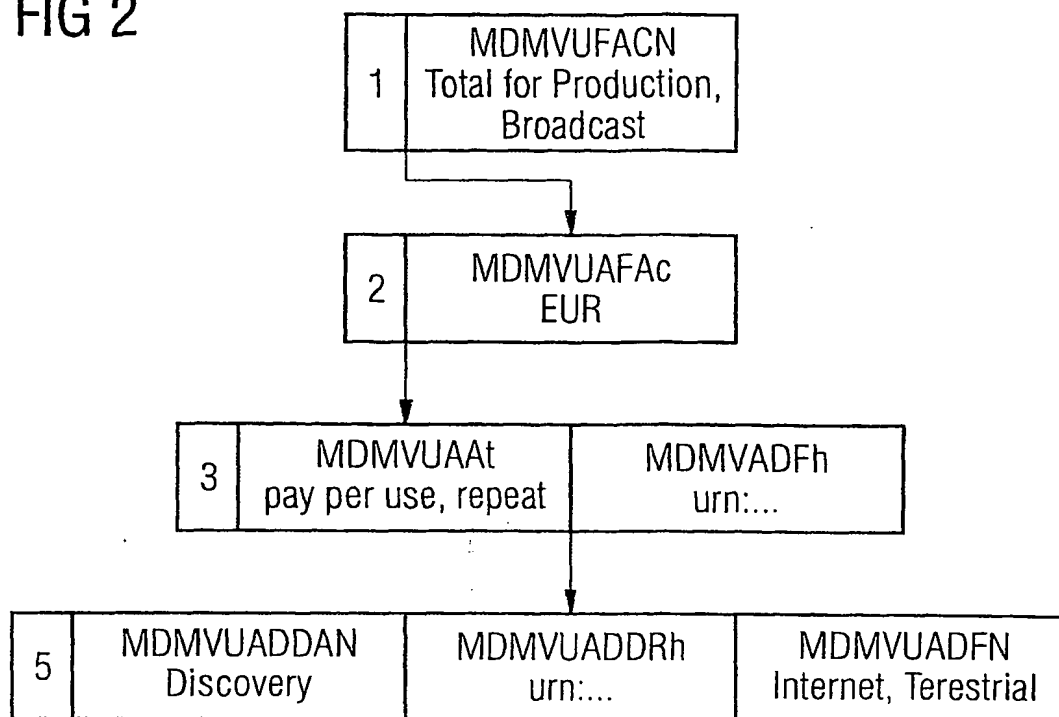 FIG 2
1
MDMVUFACN
Total for Production,
Broadcast
2
MDMVUAFAc
EUR
3
MDMVUAAt
pay per use, repeat
MDMVADFh
urn:...
5
MDMVUADDAN
Discovery
MDMVUADDRh
urn:...
MDMVUADFN
Internet, Terestrial